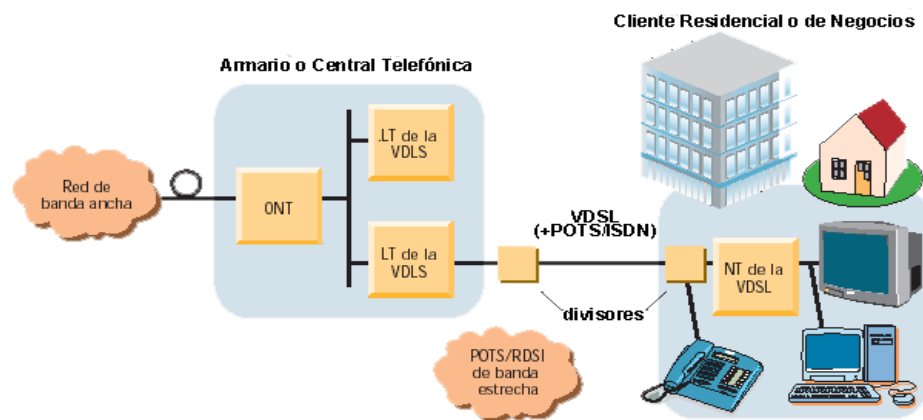 Cliente Residencial o de Negocios
Armario o Central Telefónica
.LT de la
VDLS
Red de
banda ancha
ONT
LT de la
VDLS
VDSL
(+POTS/ISDN)
NT de la
VDSL
divisores
POTS/RDSI
de banda
estrecha